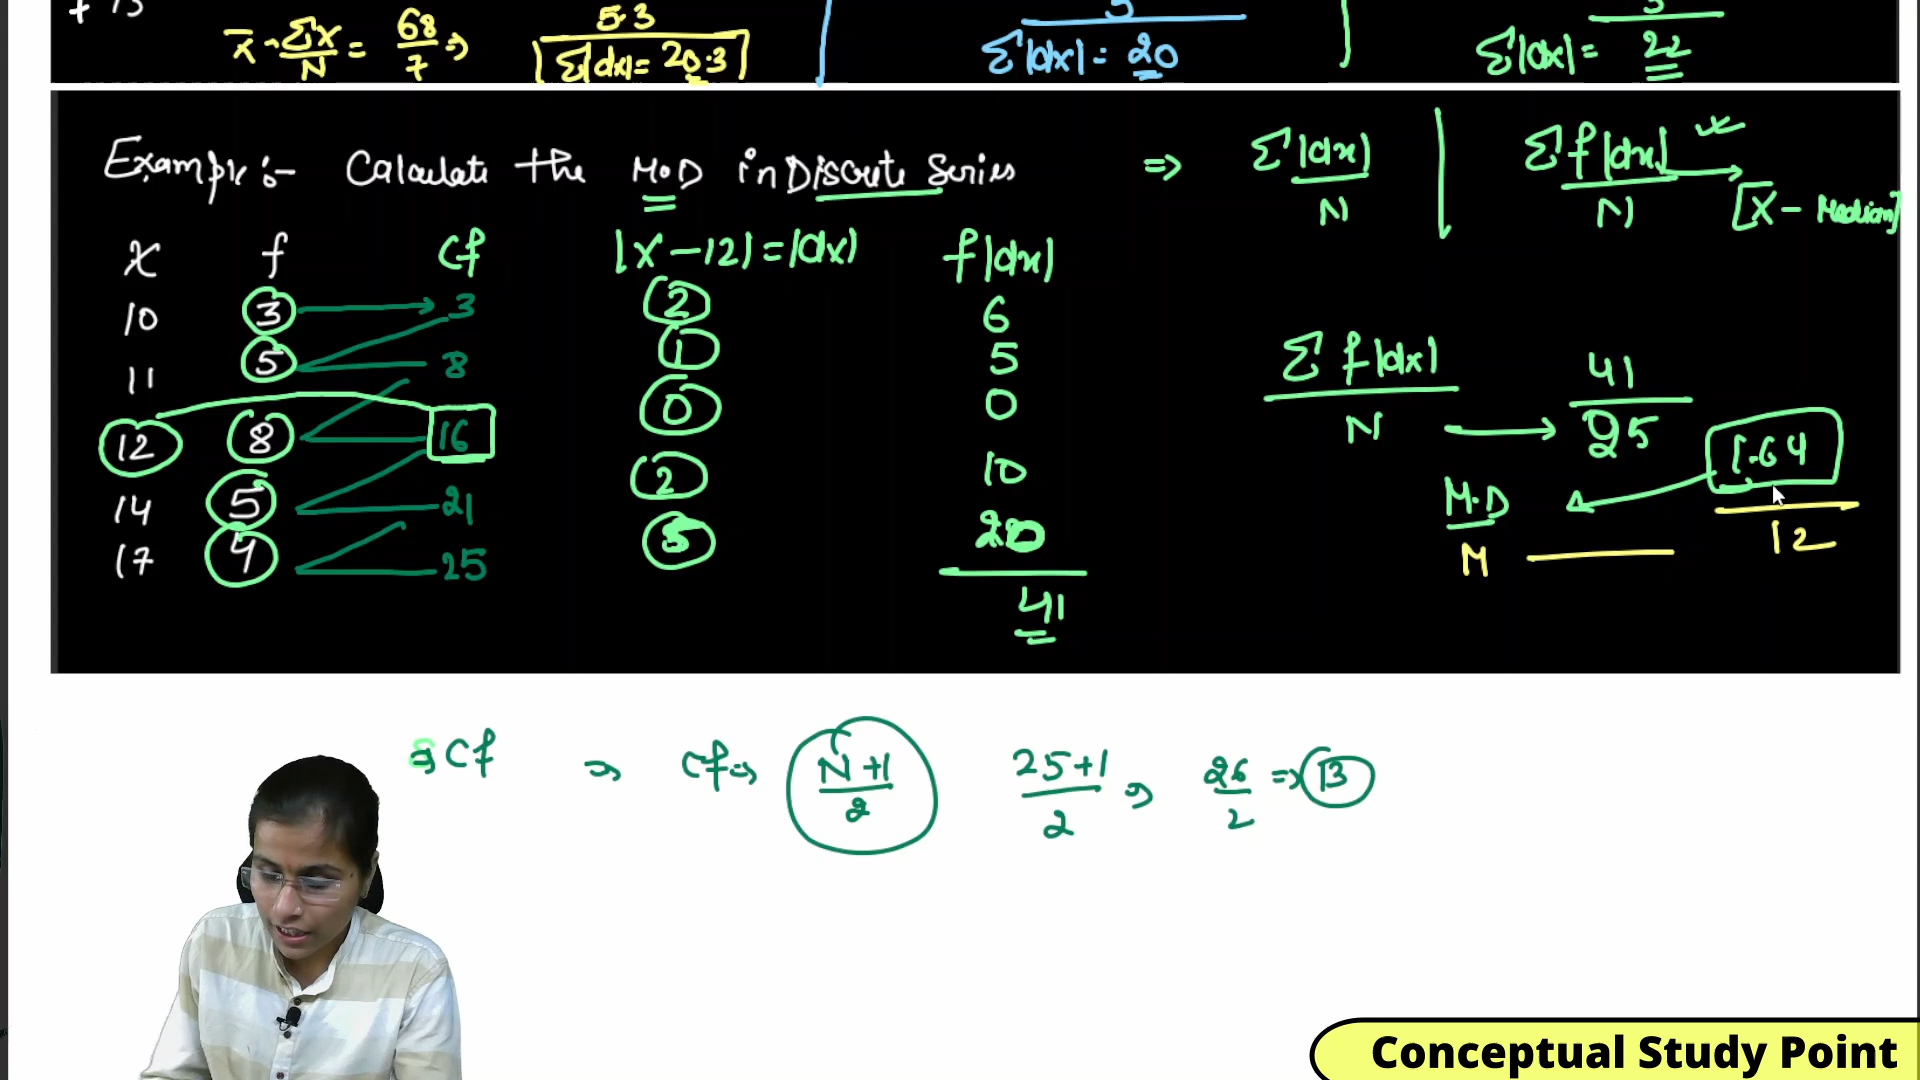 x̄ = Σx/N = 68/7 ⇒
5.3
Σ|dx| = 20.3
Σ|dx| = 20
Σ|dx| = 22
Example:- Calculate the M.D in Discrete Series ⇒ Σ|dx|/N | Σf|dx|/N → [X - Median]
x f Cf |X-12|=|dx| f|dx|
10 3 3 2 6
11 5 8 1 5
12 8 16 0 0
14 5 21 2 10
17 4 25 5 20
41
Σf|dx|/N → 41/25 1.64
M.D
M 12
⇒ Cf ⇒ Cf ⇒ N+1/2 25+1/2 ⇒ 26/2 ⇒ 13
Conceptual Study Point